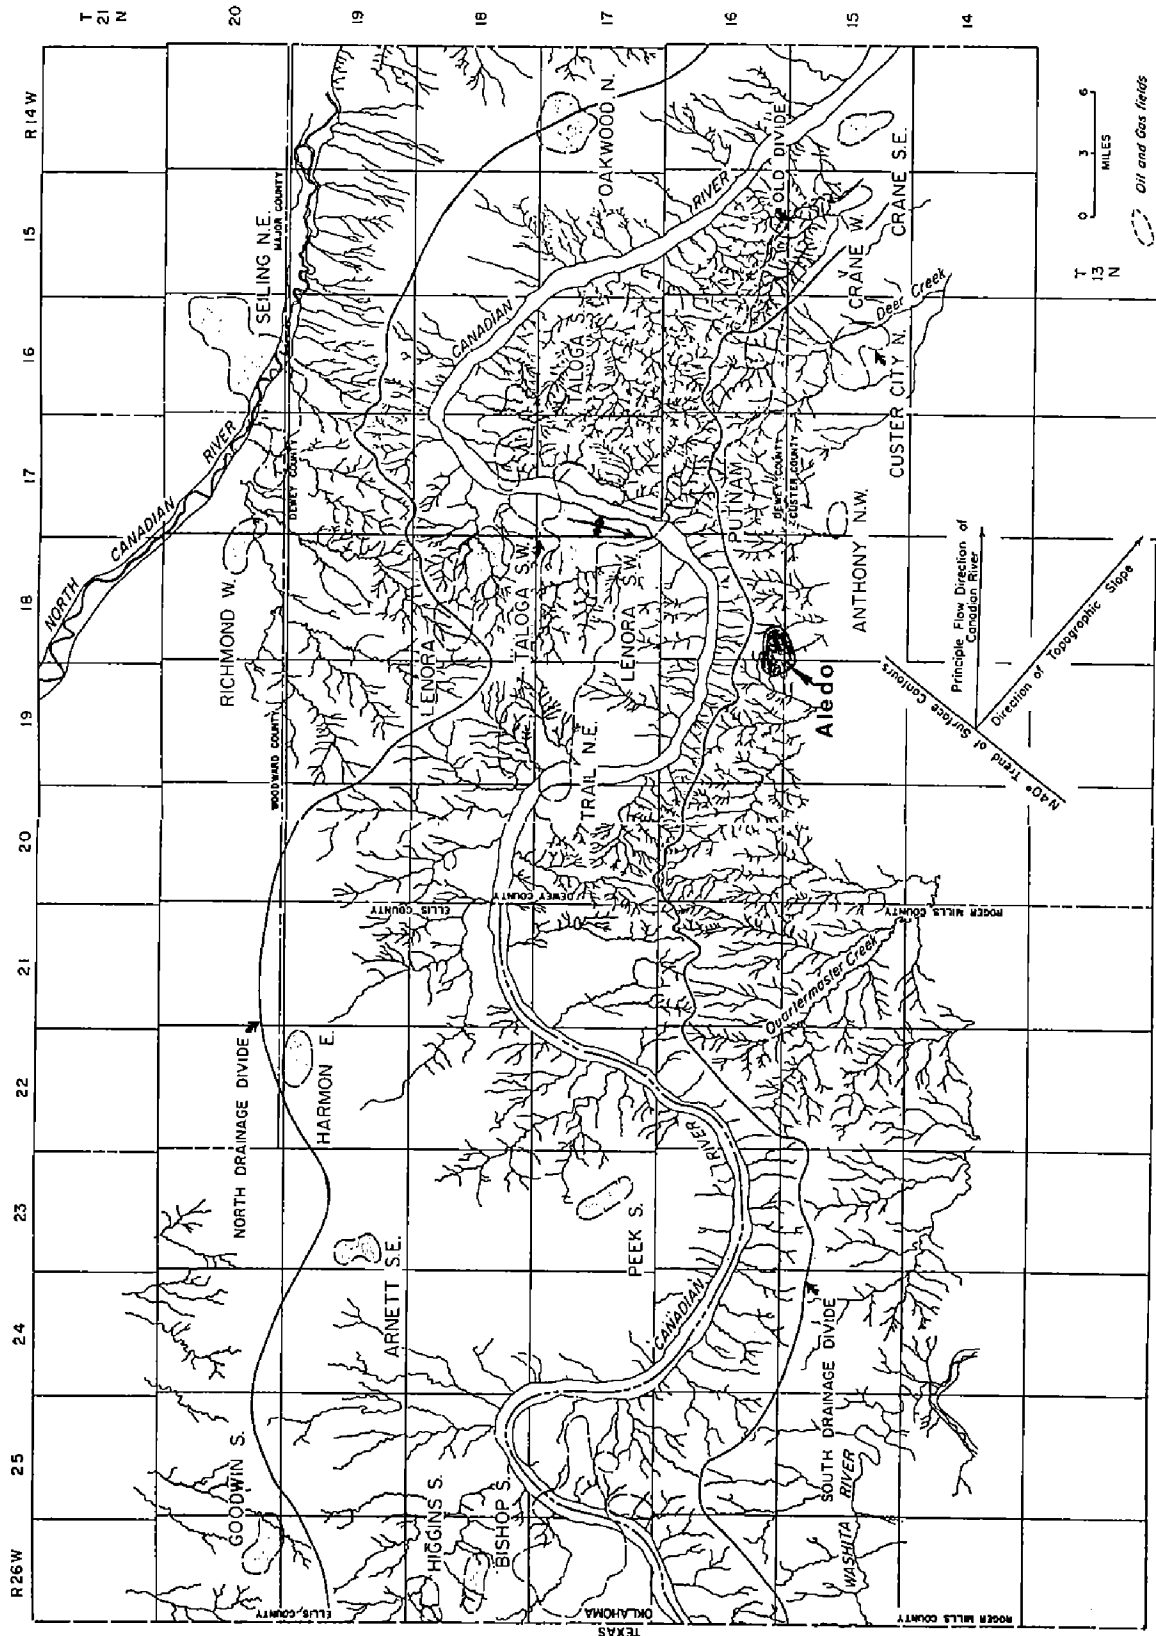 R26W
25
24
23
22
21
20
19
18
17
16
15
R14W
T
21
N
20
19
18
17
16
15
14
T
13
N
NORTH
CANADIAN
RIVER
SEILING N.E.
MAJOR COUNTY
DEWEY COUNTY
RICHMOND W.
WOODWARD COUNTY
NORTH DRAINAGE DIVIDE
HARMON E.
GOODWIN S.
ELLIS COUNTY
ARNETT S.E.
HIGGINS S.
BISHOP S.
LENORA
TALOGA S.W.
LENORA S.W.
TRAIL N.E.
ELLIS COUNTY
DEWEY COUNTY
PEEK S.
CANADIAN
RIVER
CANADIAN
RIVER
TALOGA S.
OAKWOOD N.
OLD DIVIDE
PUTNAM
DEWEY COUNTY
CUSTER COUNTY
CRANE W.
CRANE S.E.
Deer Creek
CUSTER CITY N.
ANTHONY N.W.
Aledo
Quartermaster Creek
ROGER MILLS COUNTY
SOUTH DRAINAGE DIVIDE
WASHITA
RIVER
TEXAS
OKLAHOMA
ROGER MILLS COUNTY
Principle Flow Direction of
Canadian River
Direction of Topographic Slope
N40° Trend of Surface Contours
0 3 6
MILES
Oil and Gas fields